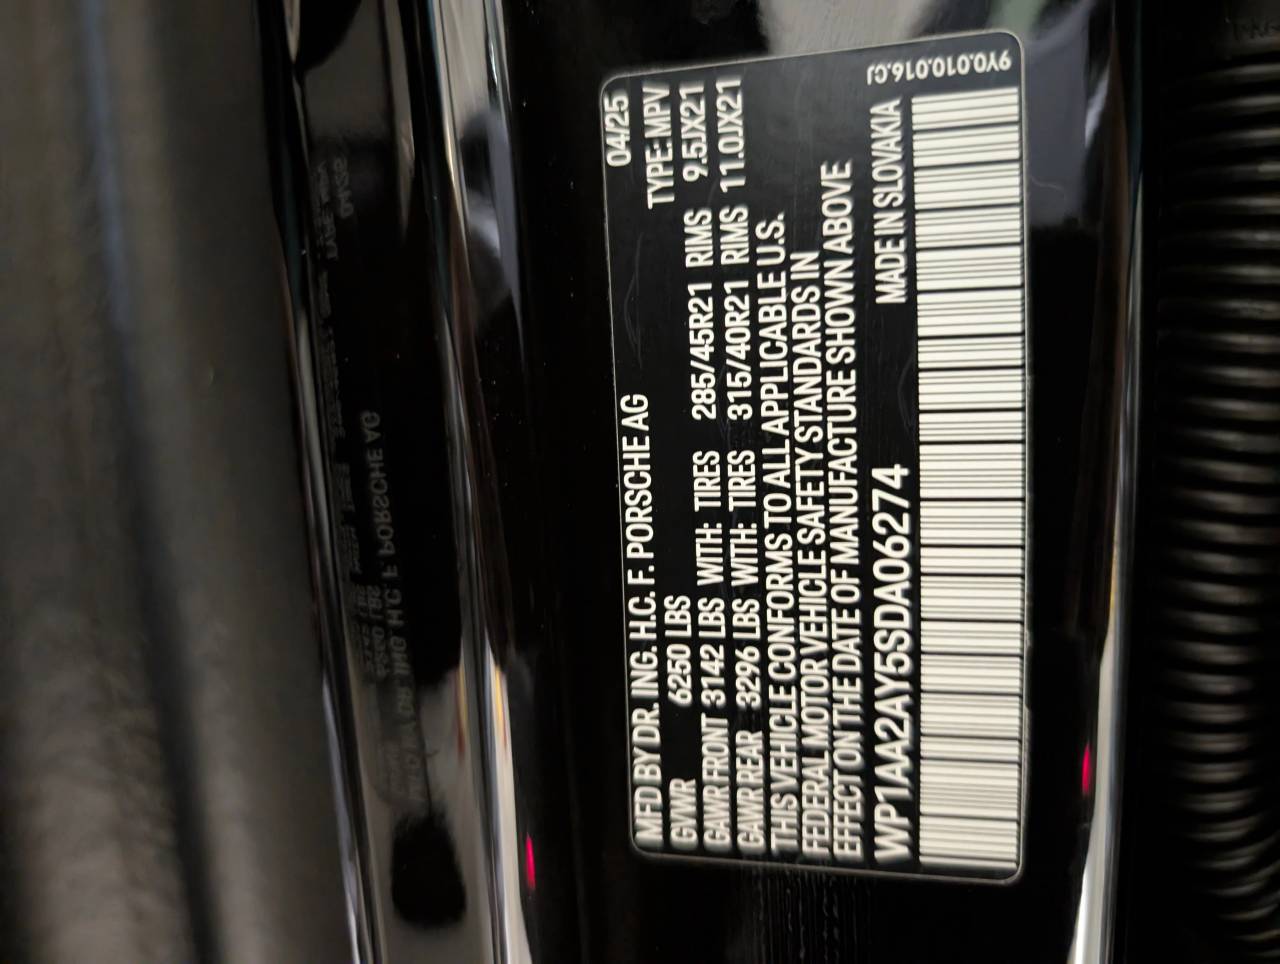 MFD BY DR. ING. H.C. F. PORSCHE AG 04/25
GVWR 6250 LBS TYPE: MPV
GAWR FRONT 3142 LBS WITH: TIRES 285/45R21 RIMS 9.5JX21
GAWR REAR 3296 LBS WITH: TIRES 315/40R21 RIMS 11.0JX21
THIS VEHICLE CONFORMS TO ALL APPLICABLE U.S.
FEDERAL MOTOR VEHICLE SAFETY STANDARDS IN
EFFECT ON THE DATE OF MANUFACTURE SHOWN ABOVE
WP1AA2AY5SDA06274 MADE IN SLOVAKIA
9Y0.010.016.CJ